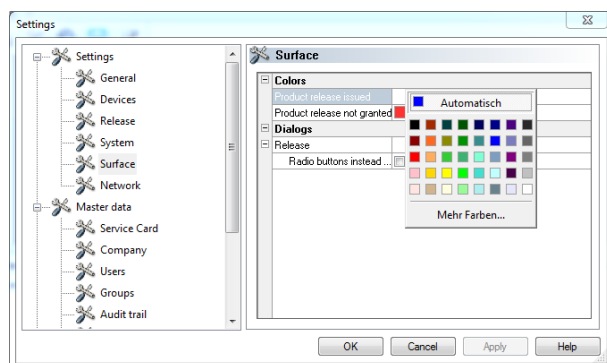 Settings
Settings
General
Devices
Release
System
Surface
Network
Master data
Service Card
Company
Users
Groups
Audit trail
Surface
Colors
Product release issued
Product release not granted
Dialogs
Release
Radio buttons instead ...
Automatisch
Mehr Farben...
OK
Cancel
Apply
Help